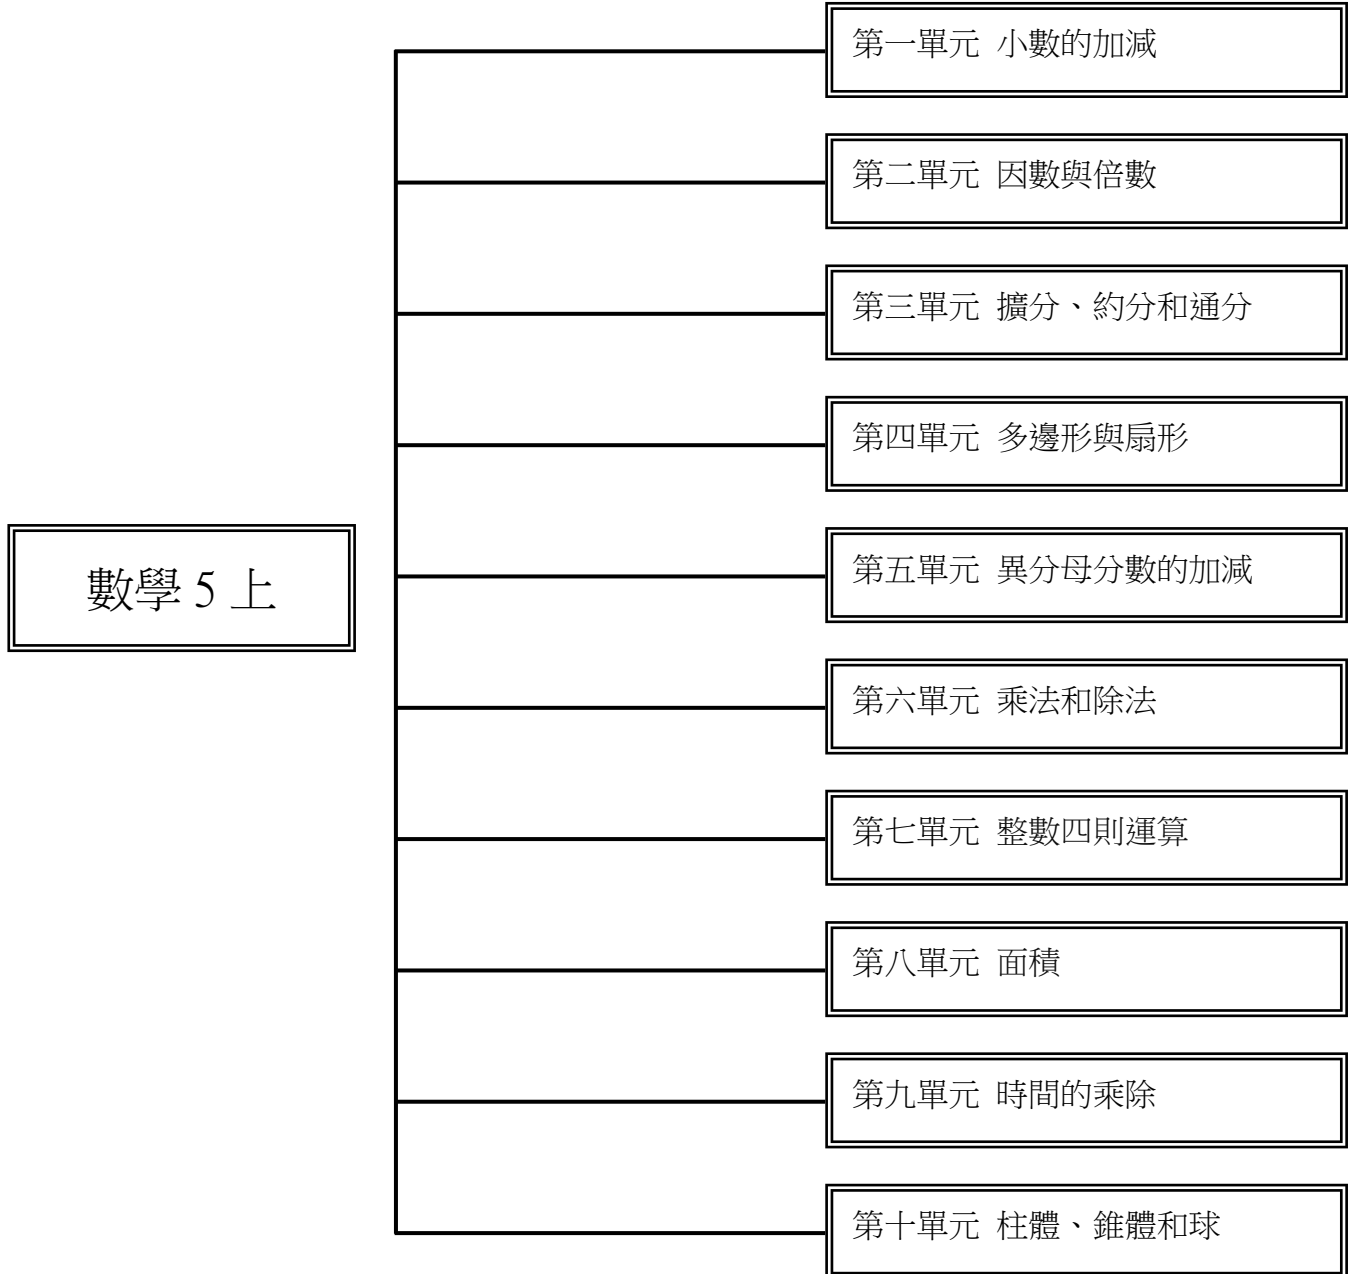 第一單元 小數的加減
第二單元 因數與倍數
第三單元 擴分、約分和通分
第四單元 多邊形與扇形
第五單元 異分母分數的加減
數學 5 上
第六單元 乘法和除法
第七單元 整數四則運算
第八單元 面積
第九單元 時間的乘除
第十單元 柱體、錐體和球